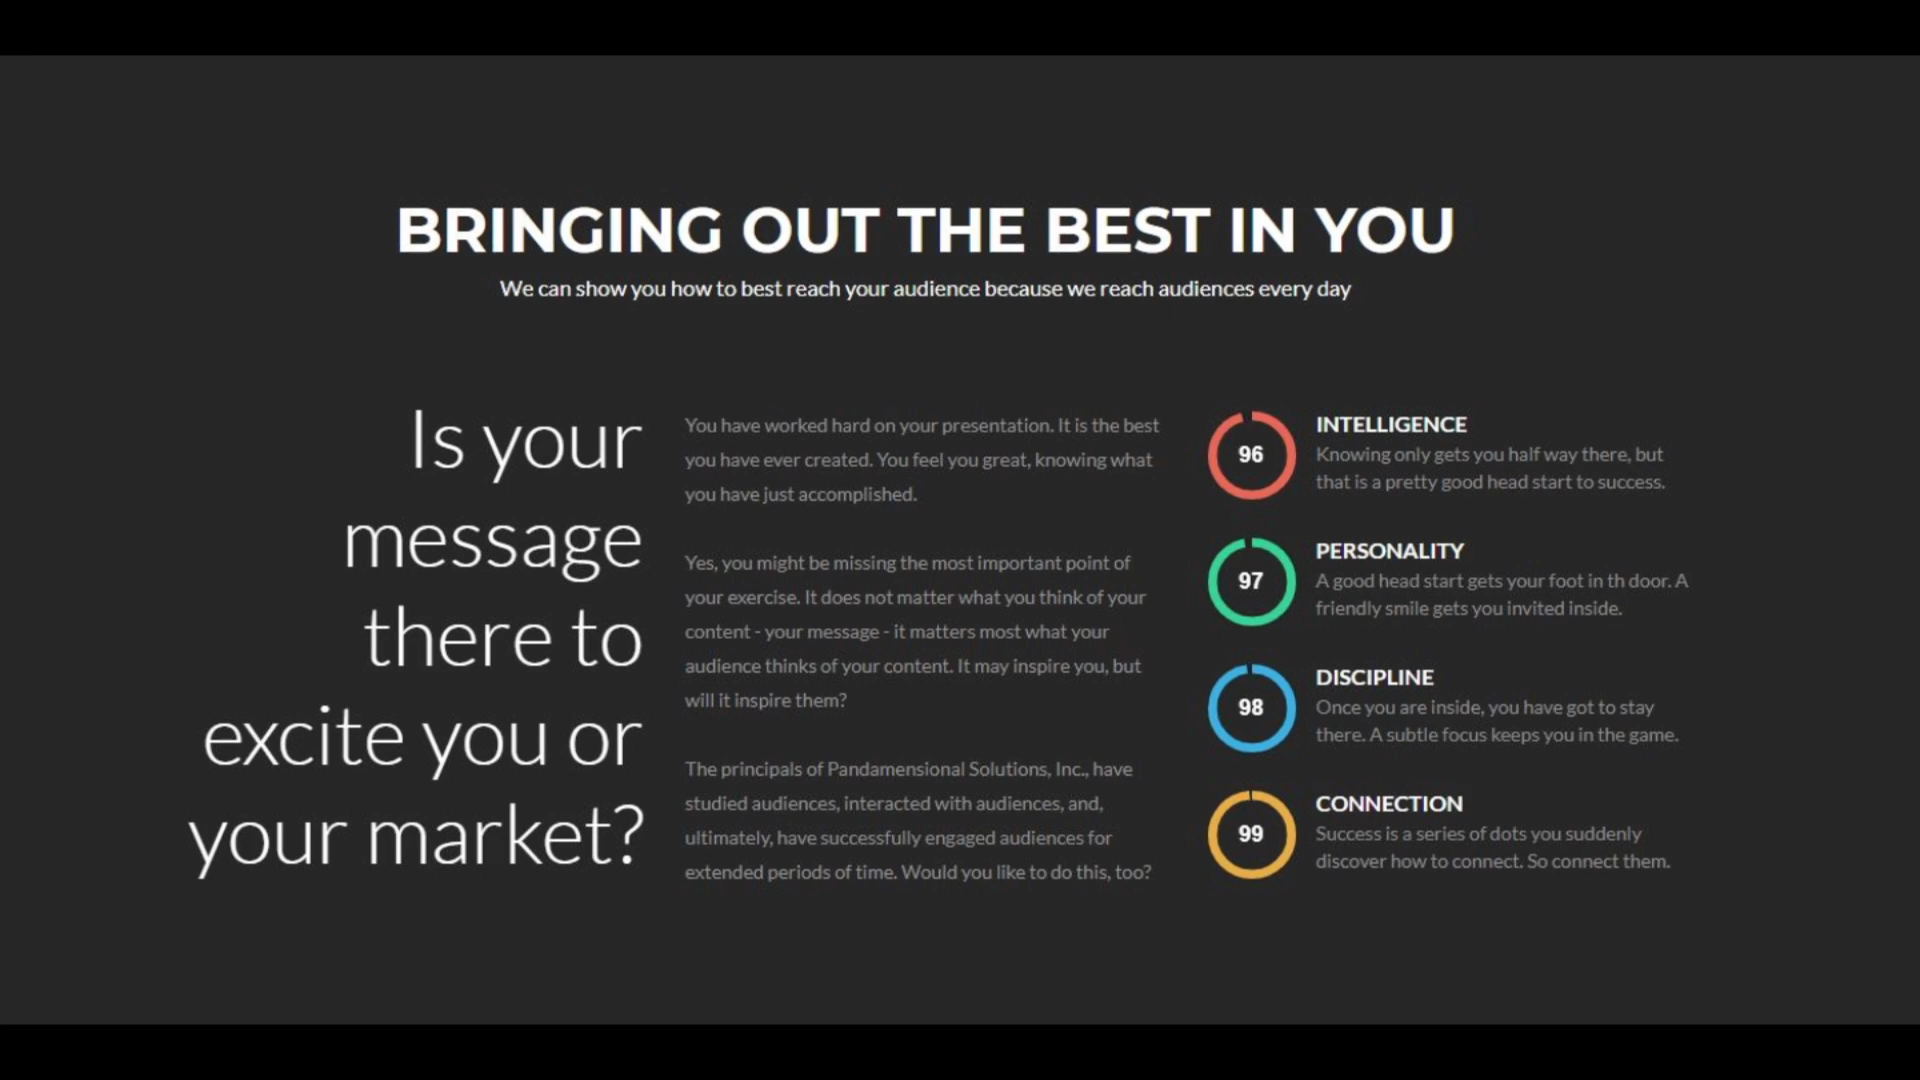 BRINGING OUT THE BEST IN YOU
We can show you how to best reach your audience because we reach audiences every day
Is your
message
there to
excite you or
your market?
You have worked hard on your presentation. It is the best
you have ever created. You feel you great, knowing what
you have just accomplished.
Yes, you might be missing the most important point of
your exercise. It does not matter what you think of your
content - your message - it matters most what your
audience thinks of your content. It may inspire you, but
will it inspire them?
The principals of Pandamensional Solutions, Inc., have
studied audiences, interacted with audiences, and,
ultimately, have successfully engaged audiences for
extended periods of time. Would you like to do this, too?
96
INTELLIGENCE
Knowing only gets you half way there, but
that is a pretty good head start to success.
97
PERSONALITY
A good head start gets your foot in th door. A
friendly smile gets you invited inside.
98
DISCIPLINE
Once you are inside, you have got to stay
there. A subtle focus keeps you in the game.
99
CONNECTION
Success is a series of dots you suddenly
discover how to connect. So connect them.